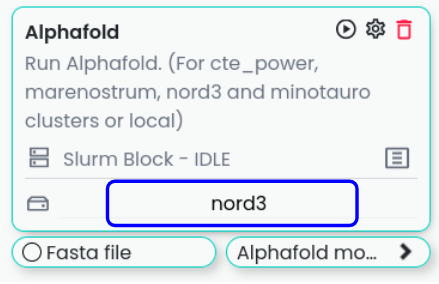 Alphafold
Run Alphafold. (For cte_power,
marenostrum, nord3 and minotauro
clusters or local)
Slurm Block - IDLE
nord3
Fasta file
Alphafold mo...